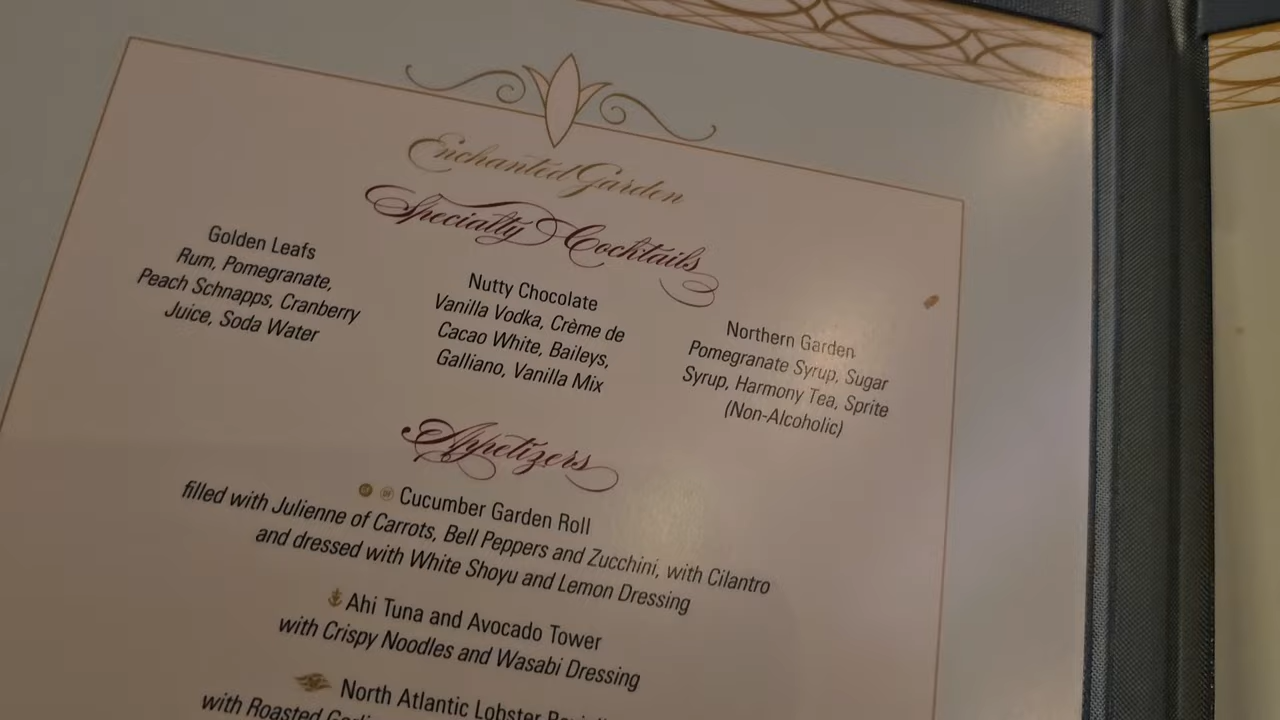 Enchanted Garden
Specialty Cocktails
Golden Leafs
Rum, Pomegranate,
Peach Schnapps, Cranberry
Juice, Soda Water
Nutty Chocolate
Vanilla Vodka, Crème de
Cacao White, Baileys,
Galliano, Vanilla Mix
Northern Garden
Pomegranate Syrup, Sugar
Syrup, Harmony Tea, Sprite
(Non-Alcoholic)
Appetizers
Cucumber Garden Roll
filled with Julienne of Carrots, Bell Peppers and Zucchini, with Cilantro
and dressed with White Shoyu and Lemon Dressing
Ahi Tuna and Avocado Tower
with Crispy Noodles and Wasabi Dressing
North Atlantic Lobster
with Roasted